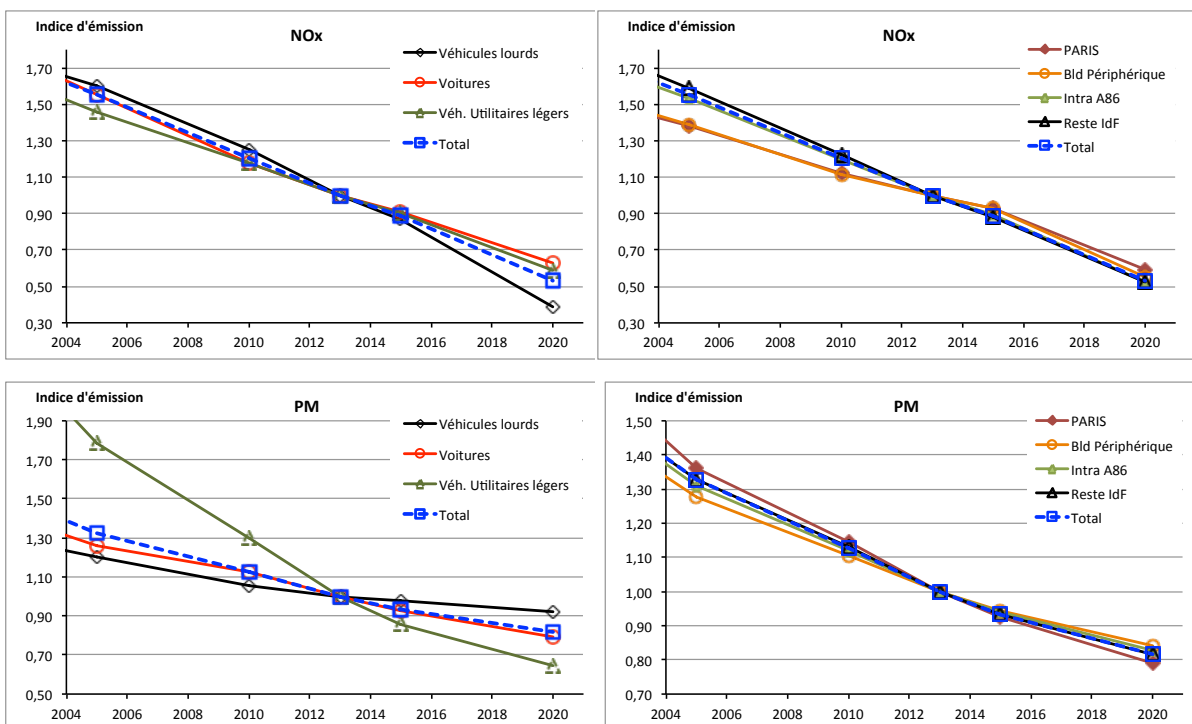 Indice d'émission
NOx
Véhicules lourds
Voitures
Véh. Utilitaires légers
Total
1,70
1,50
1,30
1,10
0,90
0,70
0,50
0,30
2004 2006 2008 2010 2012 2014 2016 2018 2020
Indice d'émission
NOx
PARIS
Bld Périphérique
Intra A86
Reste IdF
Total
1,70
1,50
1,30
1,10
0,90
0,70
0,50
0,30
2004 2006 2008 2010 2012 2014 2016 2018 2020
Indice d'émission
PM
Véhicules lourds
Voitures
Véh. Utilitaires légers
Total
1,90
1,70
1,50
1,30
1,10
0,90
0,70
0,50
2004 2006 2008 2010 2012 2014 2016 2018 2020
Indice d'émission
PM
PARIS
Bld Périphérique
Intra A86
Reste IdF
Total
1,50
1,40
1,30
1,20
1,10
1,00
0,90
0,80
0,70
2004 2006 2008 2010 2012 2014 2016 2018 2020